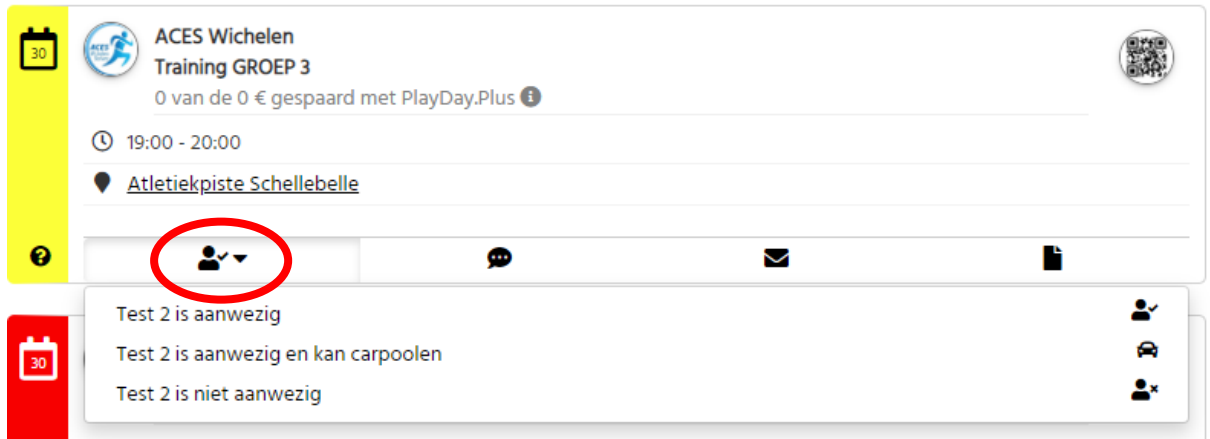 30
ACES Wichelen
Training GROEP 3
0 van de 0 € gespaard met PlayDay.Plus
19:00 - 20:00
Atletiekpiste Schellebelle
Test 2 is aanwezig
Test 2 is aanwezig en kan carpoolen
Test 2 is niet aanwezig
30